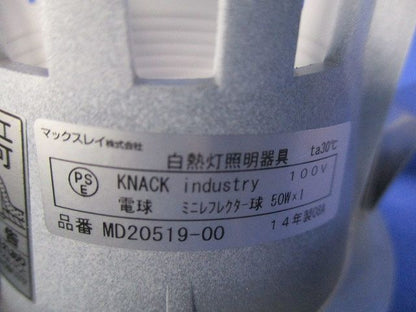 マックスレイ株式会社
白熱灯照明器具 ta30℃
PS E KNACK industry 100V
電球 ミニレフレクター球 50W×1
品番 MD20519-00 14年製